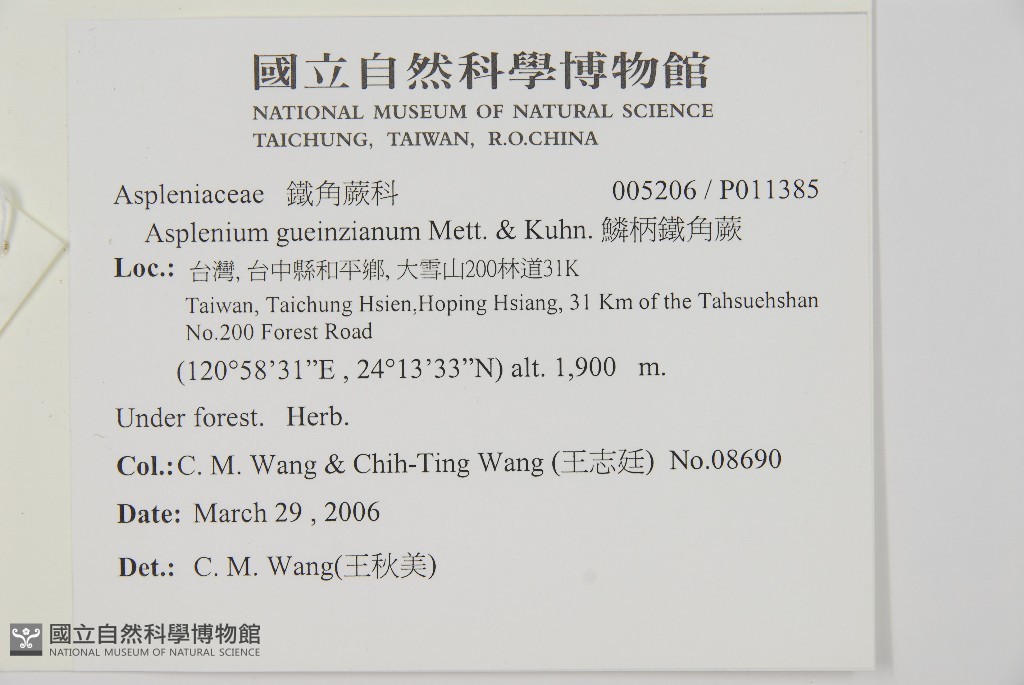 國立自然科學博物館
NATIONAL MUSEUM OF NATURAL SCIENCE
TAICHUNG, TAIWAN, R.O.CHINA
Aspleniaceae 鐵角蕨科 005206 / P011385
Asplenium gueinzianum Mett. & Kuhn. 鱗柄鐵角蕨
Loc.: 台灣, 台中縣和平鄉, 大雪山200林道31K
Taiwan, Taichung Hsien,Hoping Hsiang, 31 Km of the Tahsuehshan
No.200 Forest Road
(120°58’31”E , 24°13’33”N) alt. 1,900 m.
Under forest. Herb.
Col.: C. M. Wang & Chih-Ting Wang (王志廷) No.08690
Date: March 29 , 2006
Det.: C. M. Wang(王秋美)
國立自然科學博物館
NATIONAL MUSEUM OF NATURAL SCIENCE